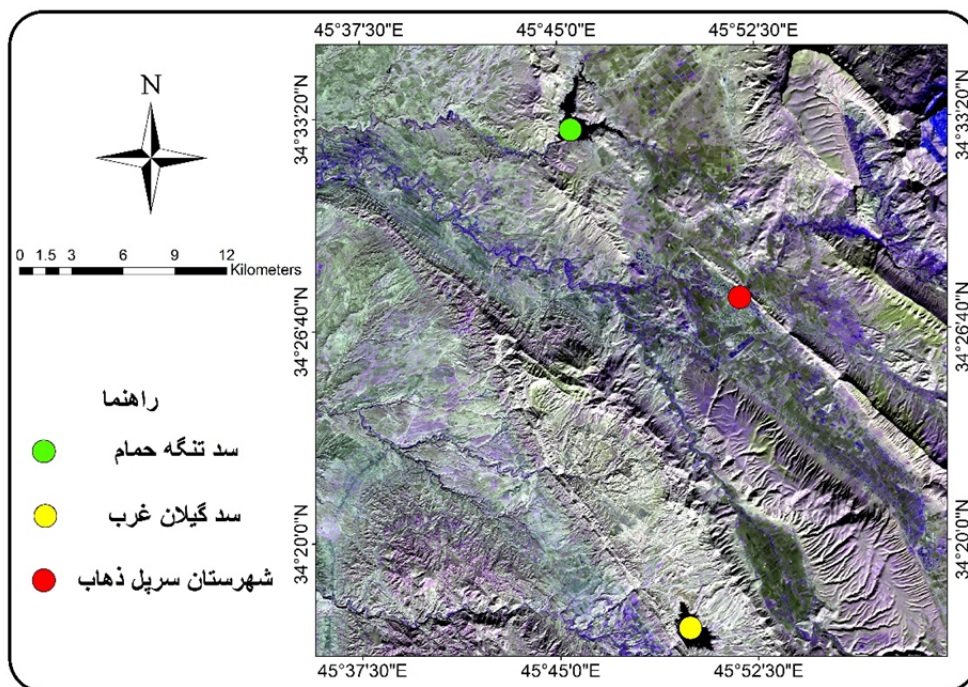 45°37'30"E 45°45'0"E 45°52'30"E
N
34°33'20"N 34°33'20"N
0 1.5 3 6 9 12
Kilometers
34°26'40"N 34°26'40"N
راهنما
سد تنگه حمام
سد گیلان غرب
34°20'0"N 34°20'0"N
شهرستان سرپل ذهاب
45°37'30"E 45°45'0"E 45°52'30"E